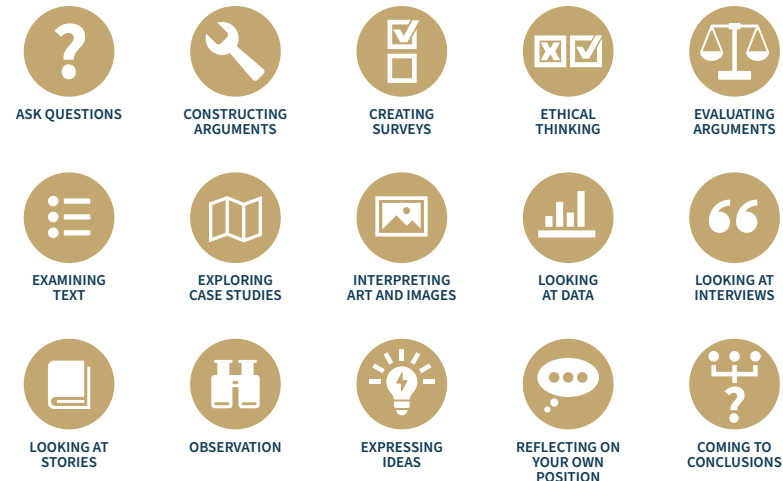 ASK QUESTIONS
CONSTRUCTING
ARGUMENTS
CREATING
SURVEYS
ETHICAL
THINKING
EVALUATING
ARGUMENTS
EXAMINING
TEXT
EXPLORING
CASE STUDIES
INTERPRETING
ART AND IMAGES
LOOKING
AT DATA
LOOKING AT
INTERVIEWS
LOOKING AT
STORIES
OBSERVATION
EXPRESSING
IDEAS
REFLECTING ON
YOUR OWN
POSITION
COMING TO
CONCLUSIONS